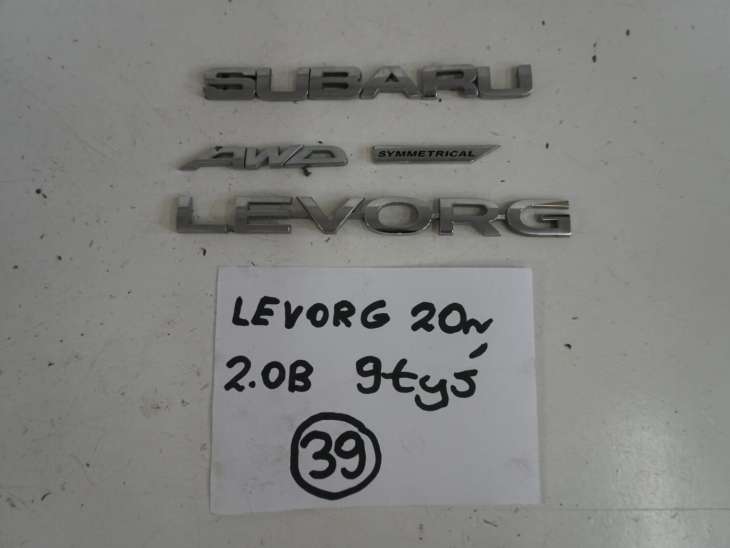 SUBARU
AWD SYMMETRICAL
LEVORG
LEVORG 20r
2.0B 9tyś
39